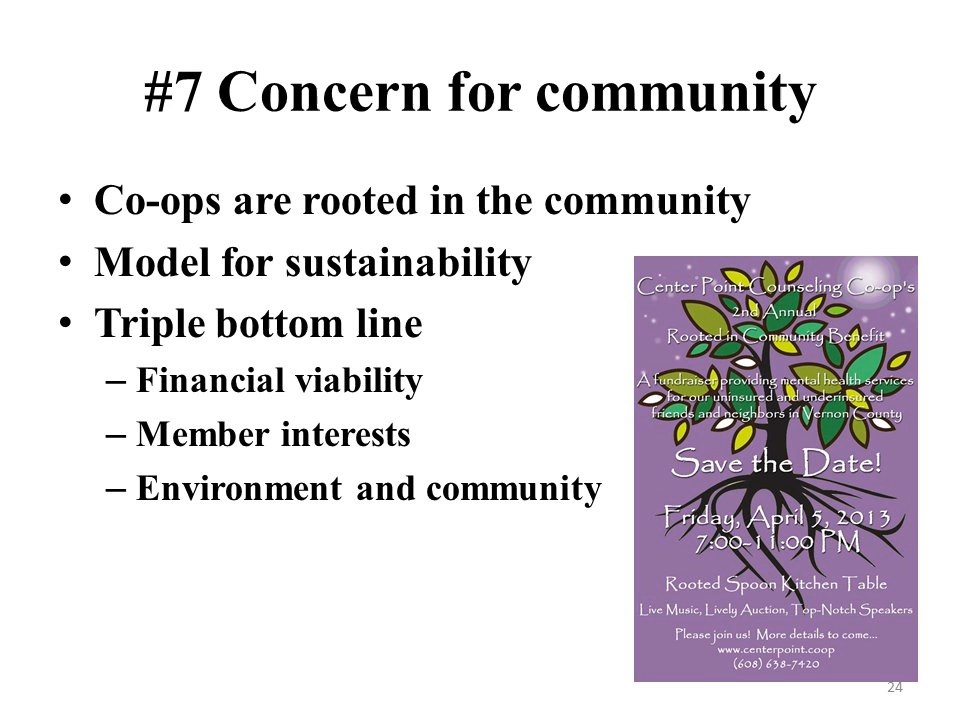 #7 Concern for community
• Co-ops are rooted in the community
• Model for sustainability
• Triple bottom line
– Financial viability
– Member interests
– Environment and community
Center Point Counseling Co-op's
2nd Annual
Rooted in Community Benefit
A fundraiser providing mental health services
for our uninsured and underinsured
friends and neighbors in Vernon County
Save the Date!
Friday, April 5, 2013
7:00-11:00 PM
Rooted Spoon Kitchen Table
Live Music, Lively Auction, Top-Notch Speakers
Please join us! More details to come...
www.centerpoint.coop
(608) 638-7420
24